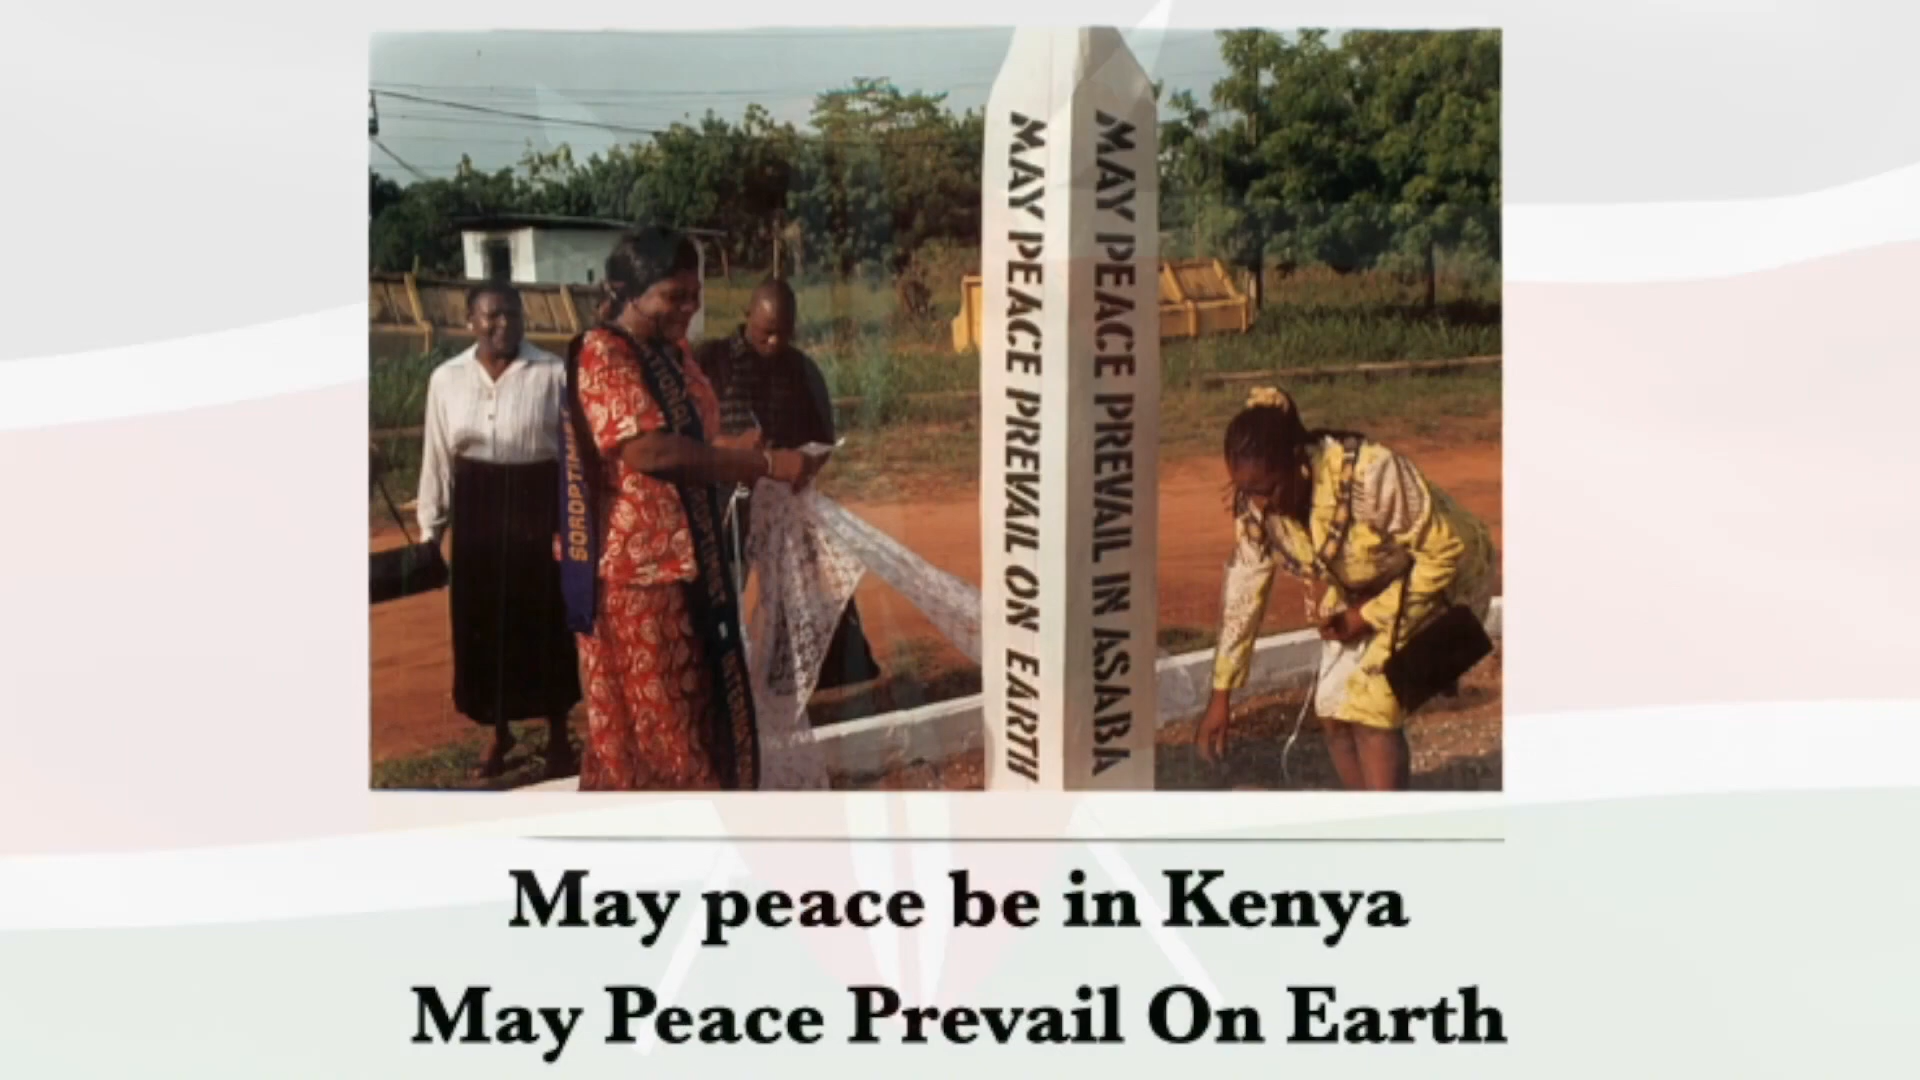 MAY PEACE PREVAIL ON EARTH
MAY PEACE PREVAIL IN ASABA
SOROPTIMIST
May peace be in Kenya
May Peace Prevail On Earth